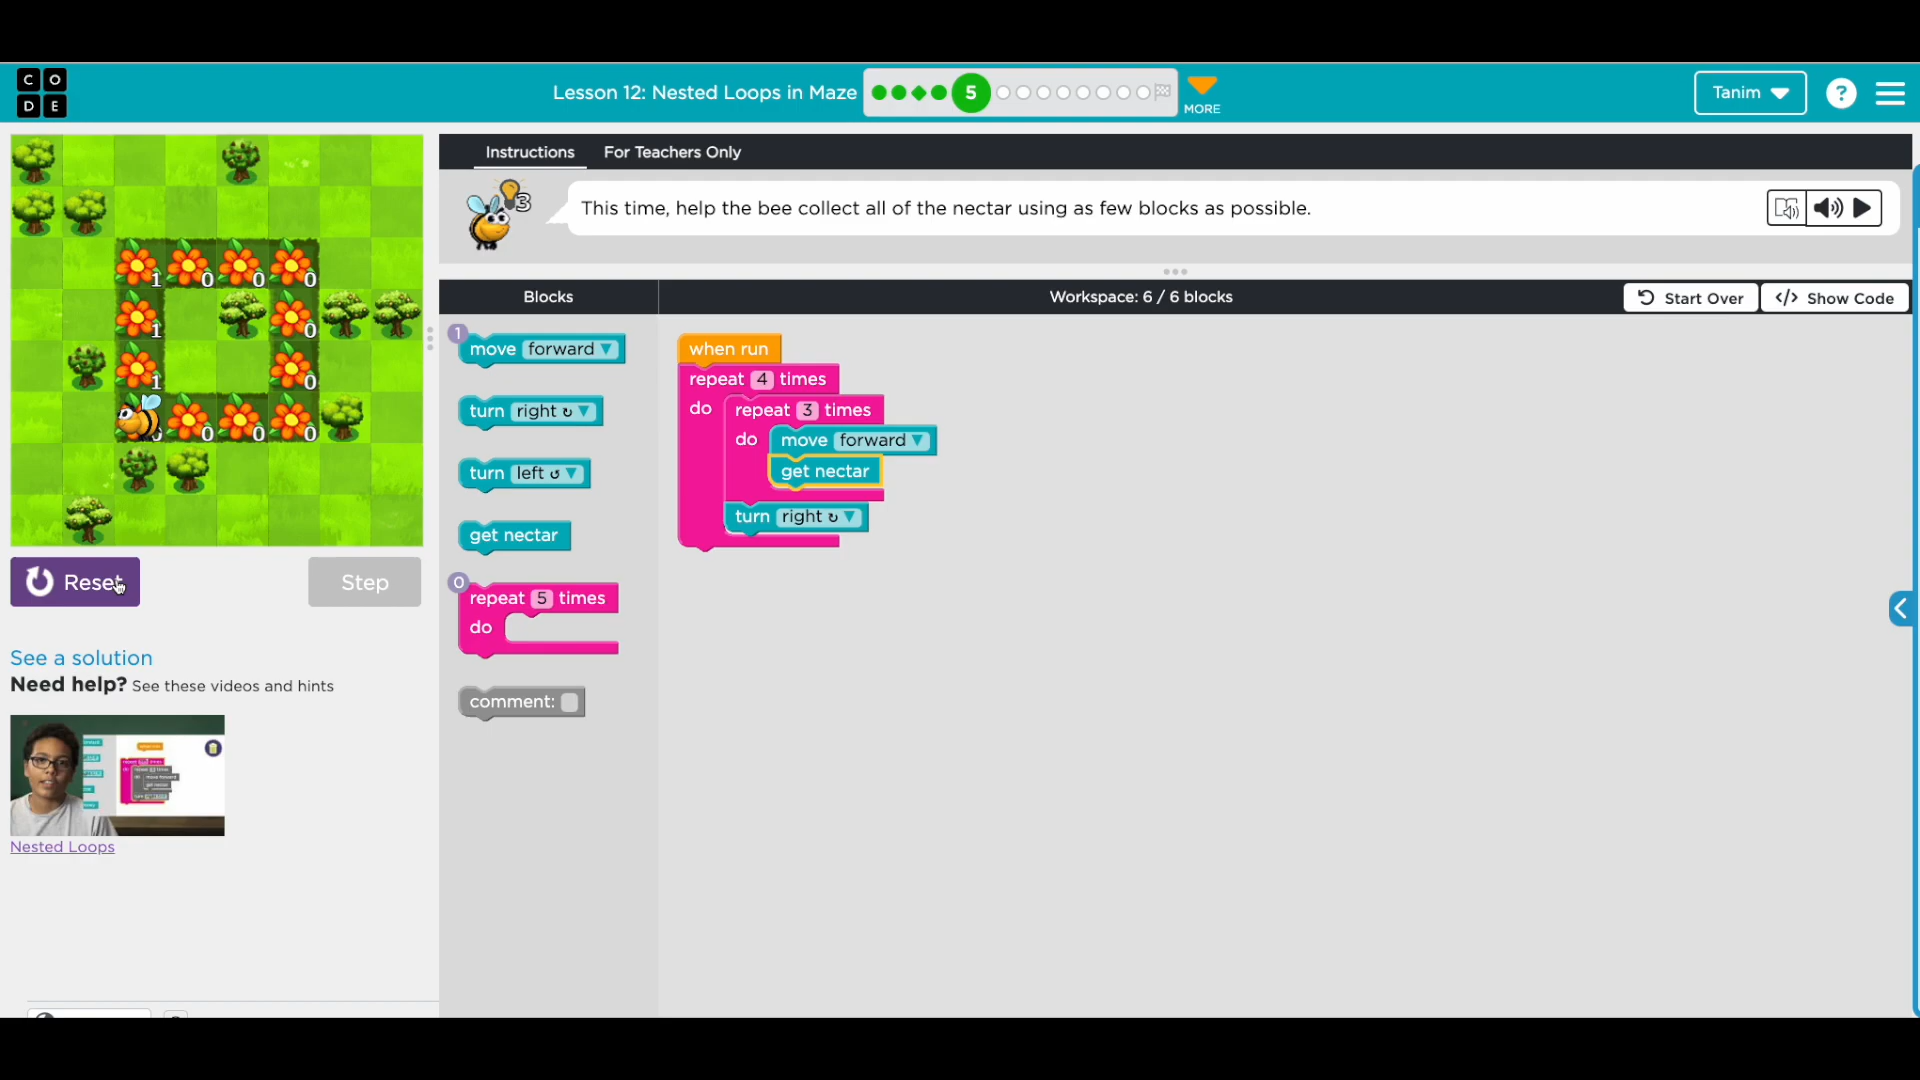 CO
DE
Lesson 12: Nested Loops in Maze
5
MORE
Tanim
?
Instructions
For Teachers Only
3
This time, help the bee collect all of the nectar using as few blocks as possible.
Blocks
Workspace: 6 / 6 blocks
Start Over
</> Show Code
1 0 0 0
1 0
1 0
0 0 0
1
move forward
turn right
turn left
get nectar
0
repeat 5 times
do
comment:
when run
repeat 4 times
do
repeat 3 times
do
move forward
get nectar
turn right
Reset
Step
See a solution
Need help? See these videos and hints
Nested Loops